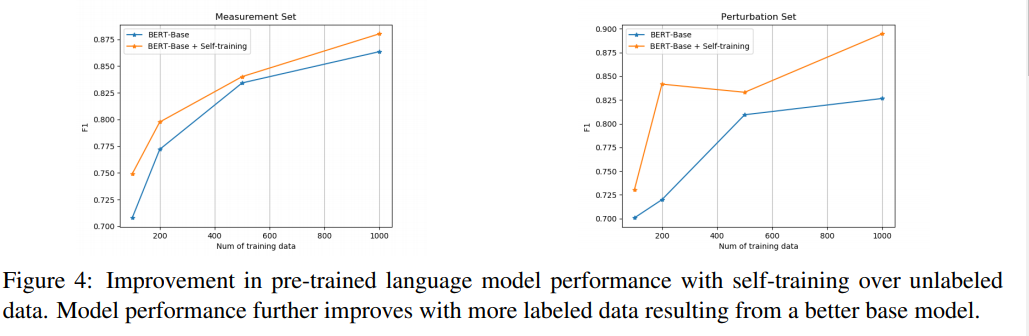 Measurement Set
BERT-Base
BERT-Base + Self-training
F1
0.875
0.850
0.825
0.800
0.775
0.750
0.725
0.700
200 400 600 800 1000
Num of training data
Perturbation Set
BERT-Base
BERT-Base + Self-training
F1
0.900
0.875
0.850
0.825
0.800
0.775
0.750
0.725
0.700
200 400 600 800 1000
Num of training data
Figure 4: Improvement in pre-trained language model performance with self-training over unlabeled
data. Model performance further improves with more labeled data resulting from a better base model.